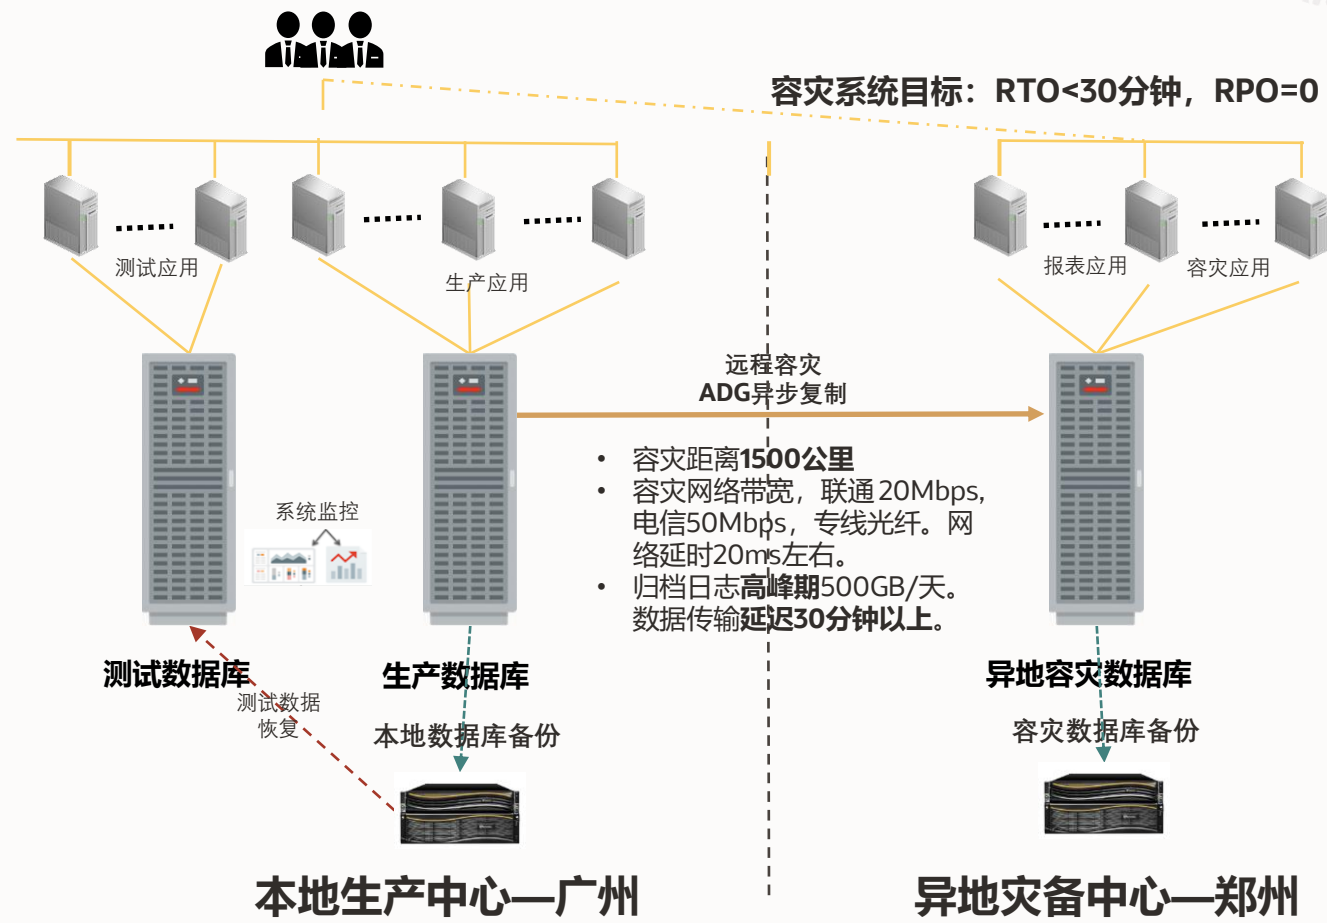 容灾系统目标：RTO<30分钟，RPO=0
测试应用
生产应用
报表应用
容灾应用
远程容灾
ADG异步复制
• 容灾距离1500公里
• 容灾网络带宽，联通20Mbps,
电信50Mbps，专线光纤。网
络延时20ms左右。
• 归档日志高峰期500GB/天。
数据传输延迟30分钟以上。
系统监控
测试数据库
生产数据库
异地容灾数据库
测试数据
恢复
本地数据库备份
容灾数据库备份
本地生产中心—广州
异地灾备中心—郑州